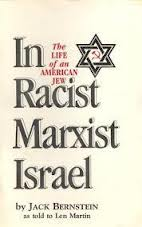 The
LIFE
of an
AMERICAN
JEW
In
Racist
Marxist
Israel
by JACK BERNSTEIN
as told to Len Martin